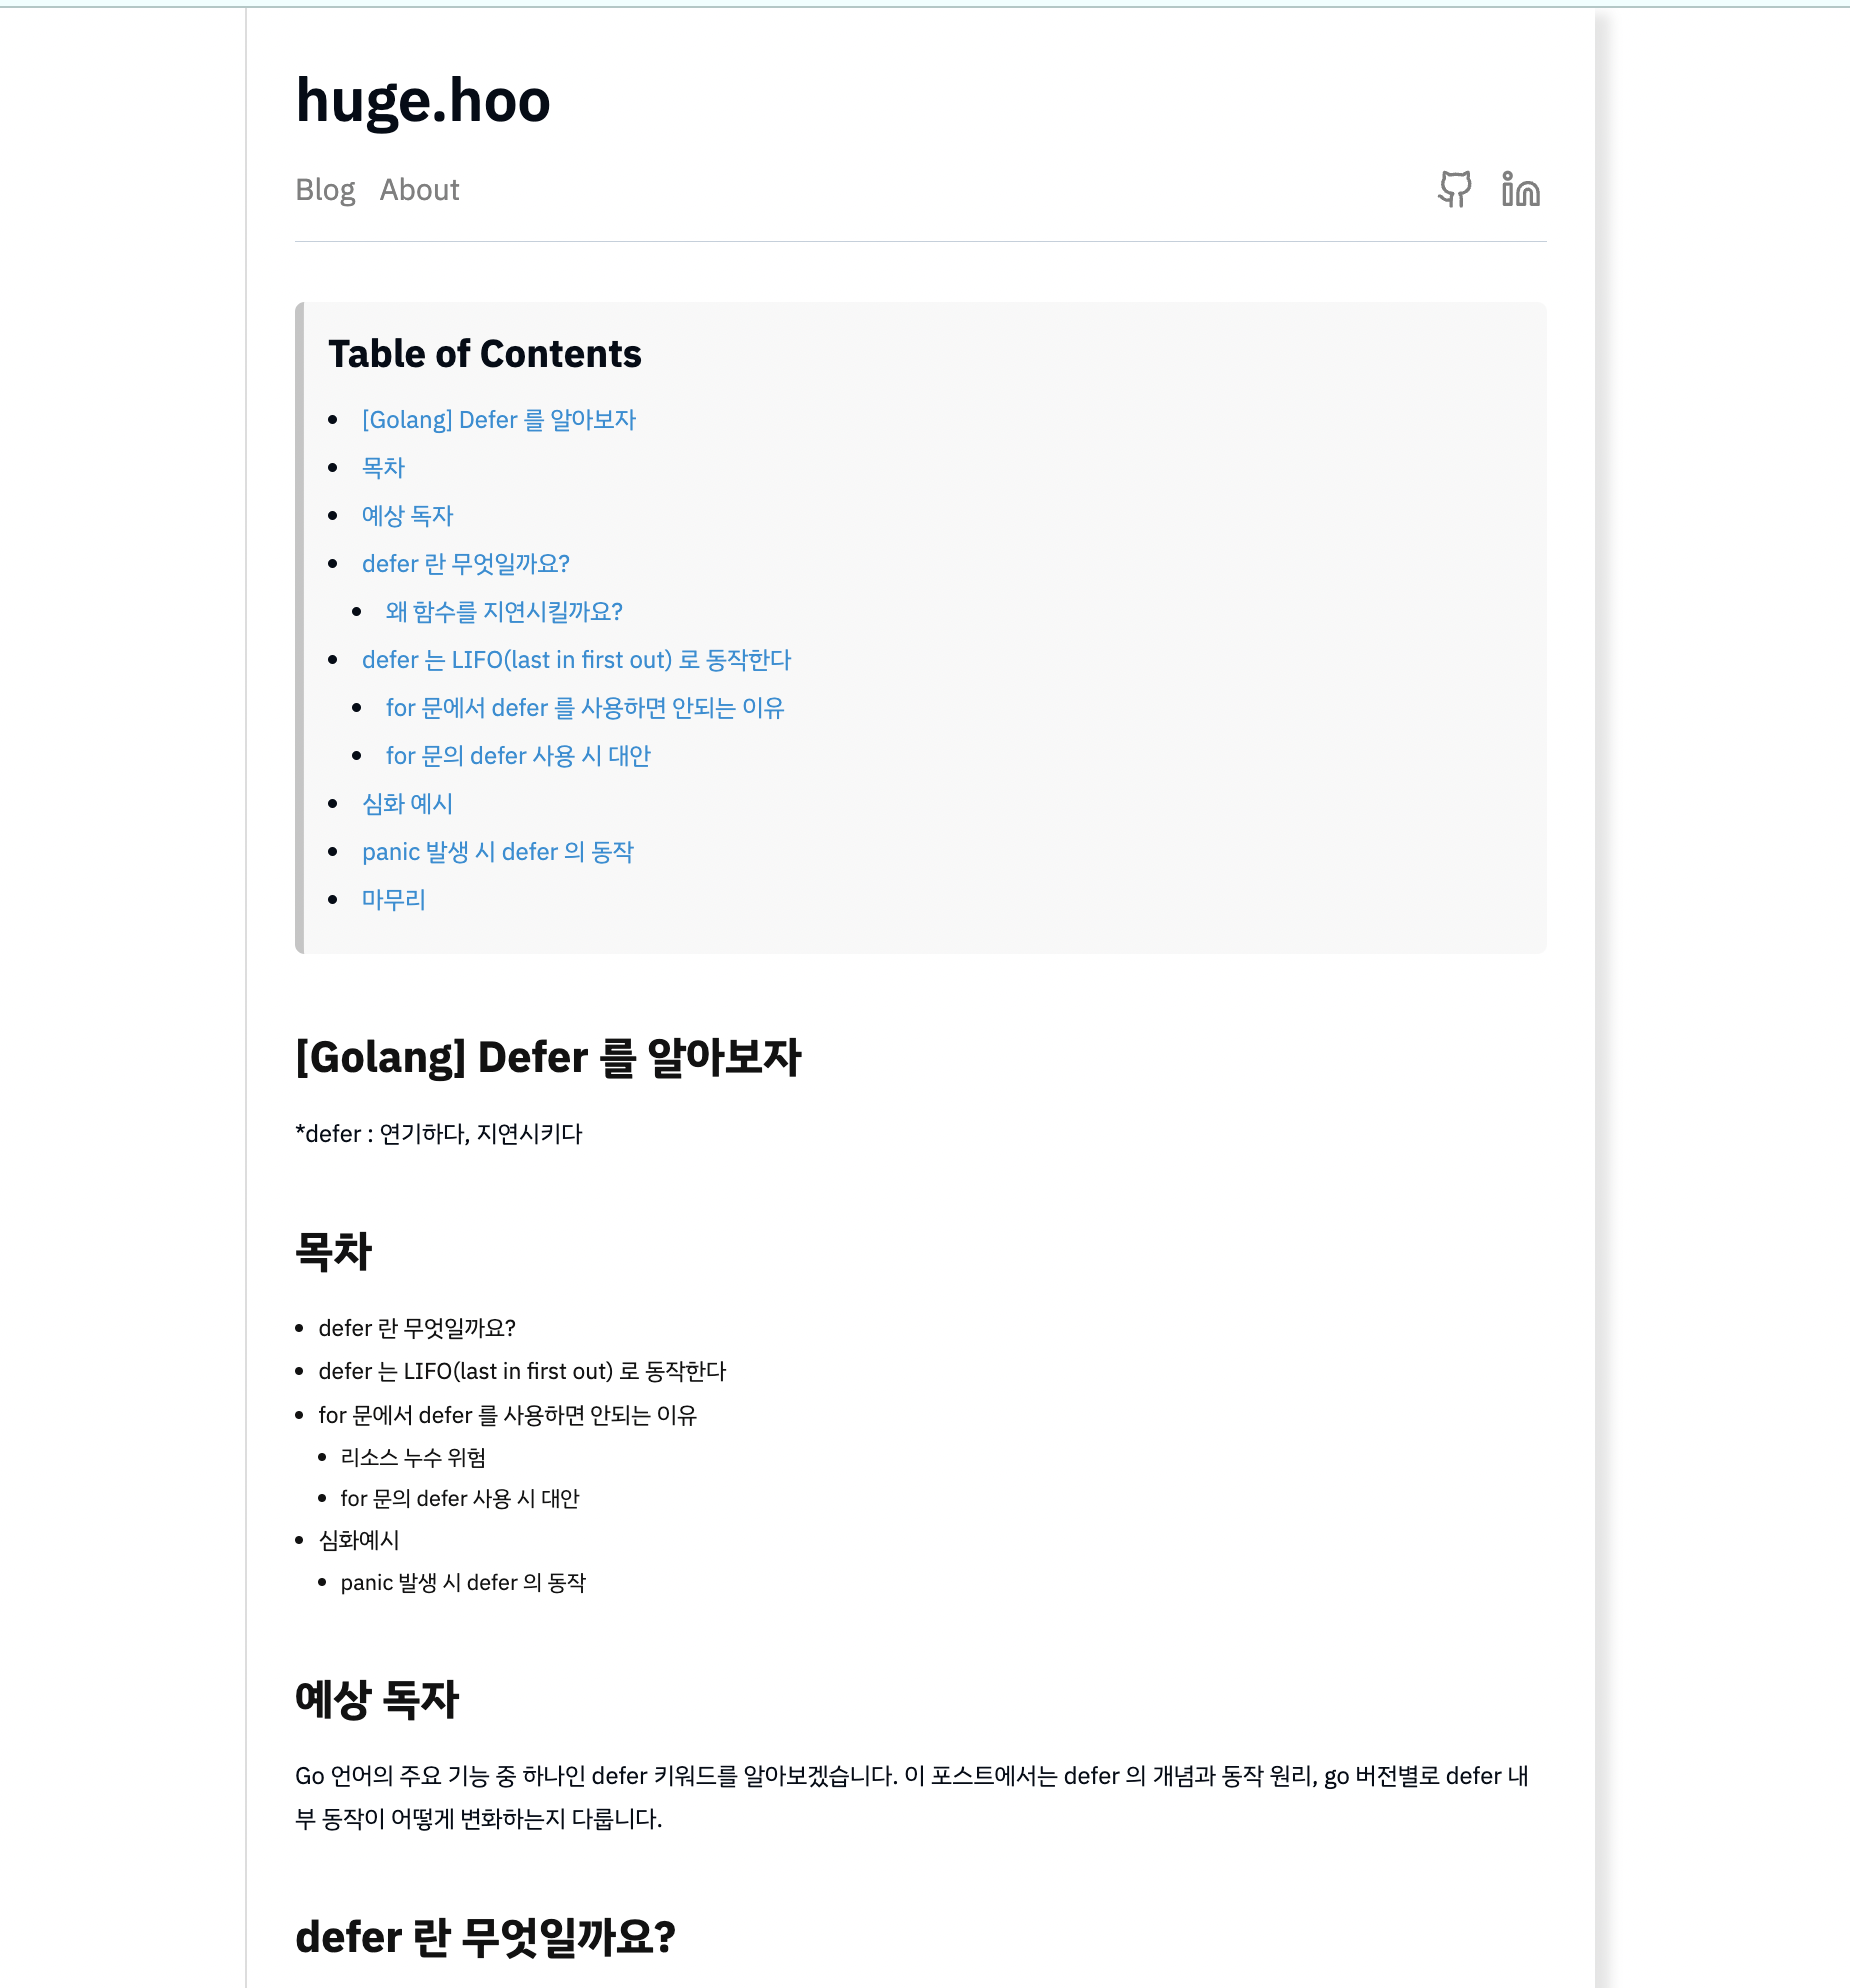 huge.hoo
Blog About
Table of Contents
[Golang] Defer 를 알아보자
목차
예상 독자
defer 란 무엇일까요?
왜 함수를 지연시킬까요?
defer 는 LIFO(last in first out) 로 동작한다
for 문에서 defer 를 사용하면 안되는 이유
for 문의 defer 사용 시 대안
심화 예시
panic 발생 시 defer 의 동작
마무리
[Golang] Defer 를 알아보자
*defer : 연기하다, 지연시키다
목차
defer 란 무엇일까요?
defer 는 LIFO(last in first out) 로 동작한다
for 문에서 defer 를 사용하면 안되는 이유
리소스 누수 위험
for 문의 defer 사용 시 대안
심화예시
panic 발생 시 defer 의 동작
예상 독자
Go 언어의 주요 기능 중 하나인 defer 키워드를 알아보겠습니다. 이 포스트에서는 defer 의 개념과 동작 원리, go 버전별로 defer 내
부 동작이 어떻게 변화하는지 다룹니다.
defer 란 무엇일까요?